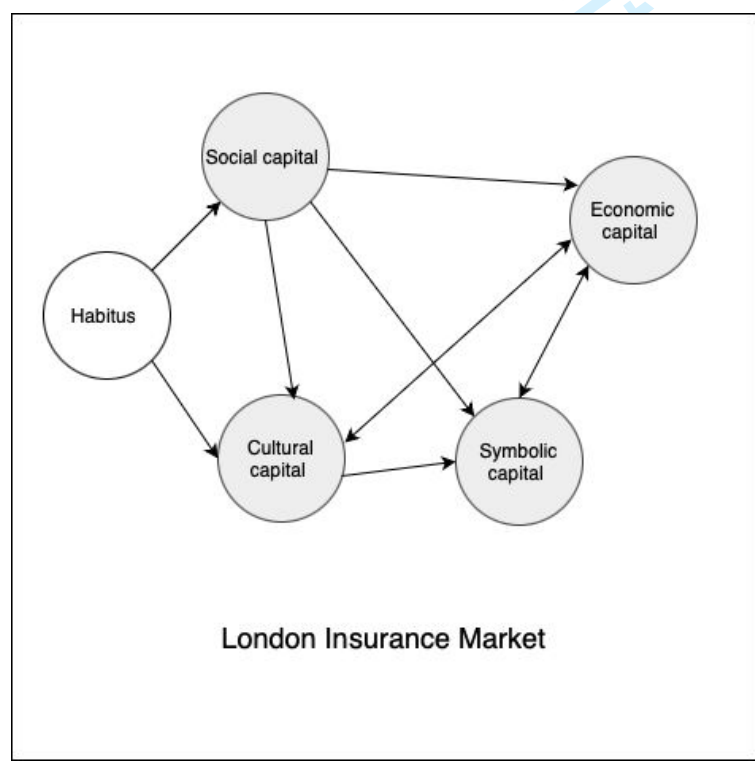 Social capital
Economic
capital
Habitus
Cultural
capital
Symbolic
capital
London Insurance Market